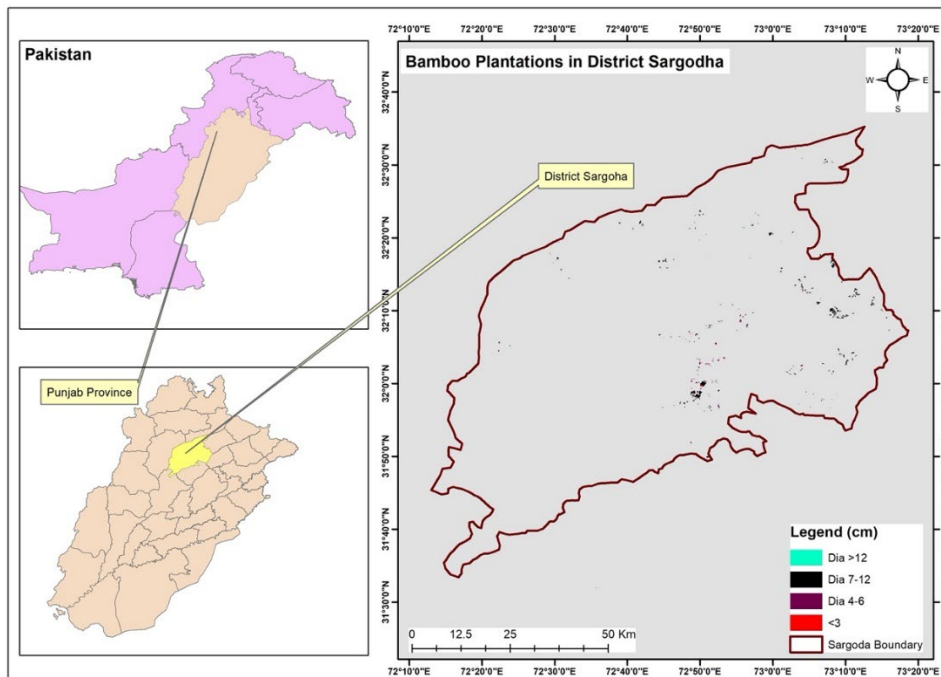 Pakistan
Punjab Province
District Sargoha
72°10'0"E 72°20'0"E 72°30'0"E 72°40'0"E 72°50'0"E 73°0'0"E 73°10'0"E 73°20'0"E
Bamboo Plantations in District Sargodha
N
W E
S
32°40'0"N
32°30'0"N
32°20'0"N
32°10'0"N
32°0'0"N
31°50'0"N
31°40'0"N
31°30'0"N
Legend (cm)
Dia >12
Dia 7-12
Dia 4-6
<3
Sargoda Boundary
0 12.5 25 50 Km
72°10'0"E 72°20'0"E 72°30'0"E 72°40'0"E 72°50'0"E 73°0'0"E 73°10'0"E 73°20'0"E